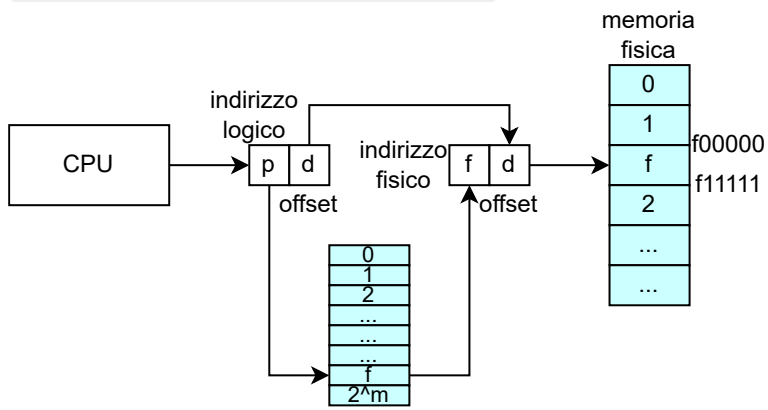 memoria
fisica
0
1
f
2
...
...
f00000
f11111
indirizzo
logico
CPU
p
d
offset
indirizzo
fisico
f
d
offset
0
1
2
...
...
...
f
2^m